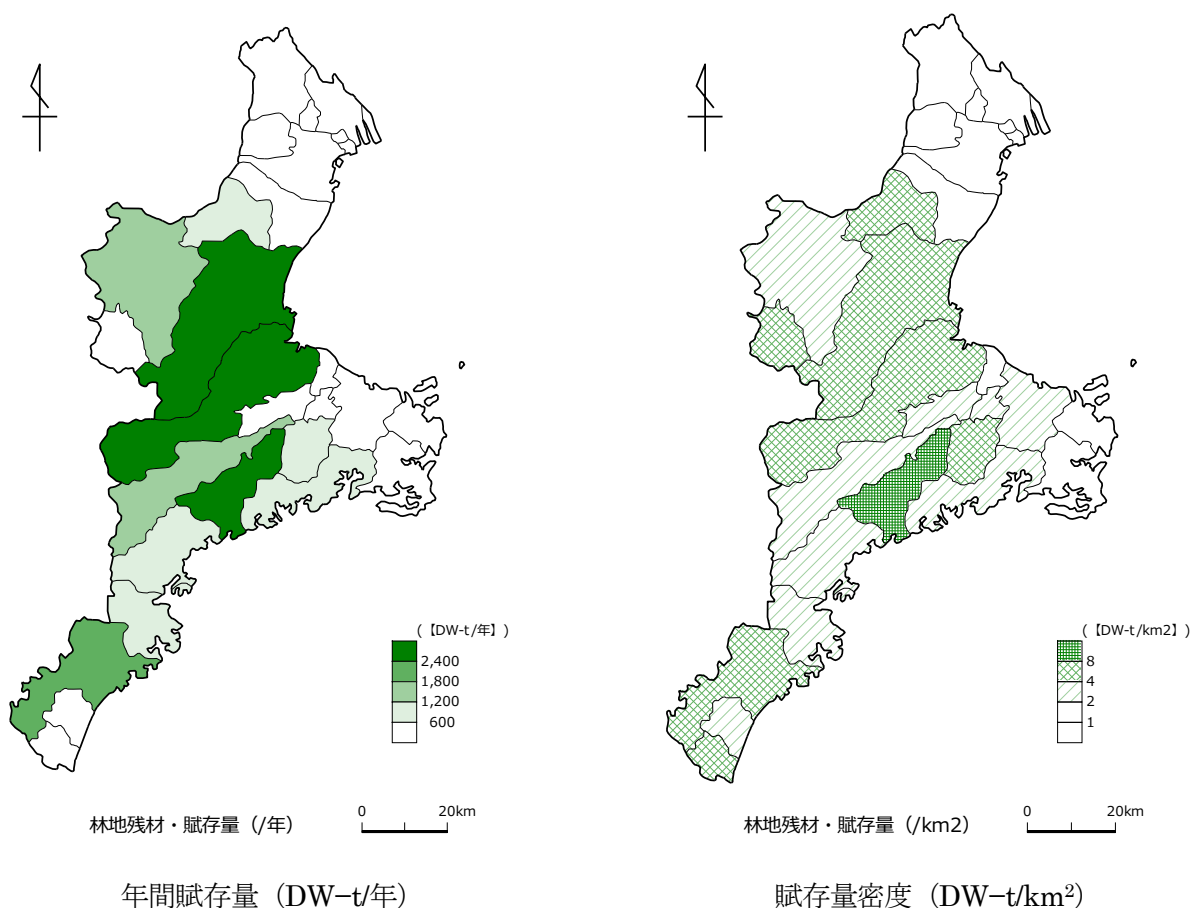 (【DW-t/年】)
2,400
1,800
1,200
600
林地残材・賦存量（/年）
0 20km
年間賦存量（DW−t/年）
(【DW-t/km2】)
8
4
2
1
林地残材・賦存量（/km2）
0 20km
賦存量密度（DW−t/km²）